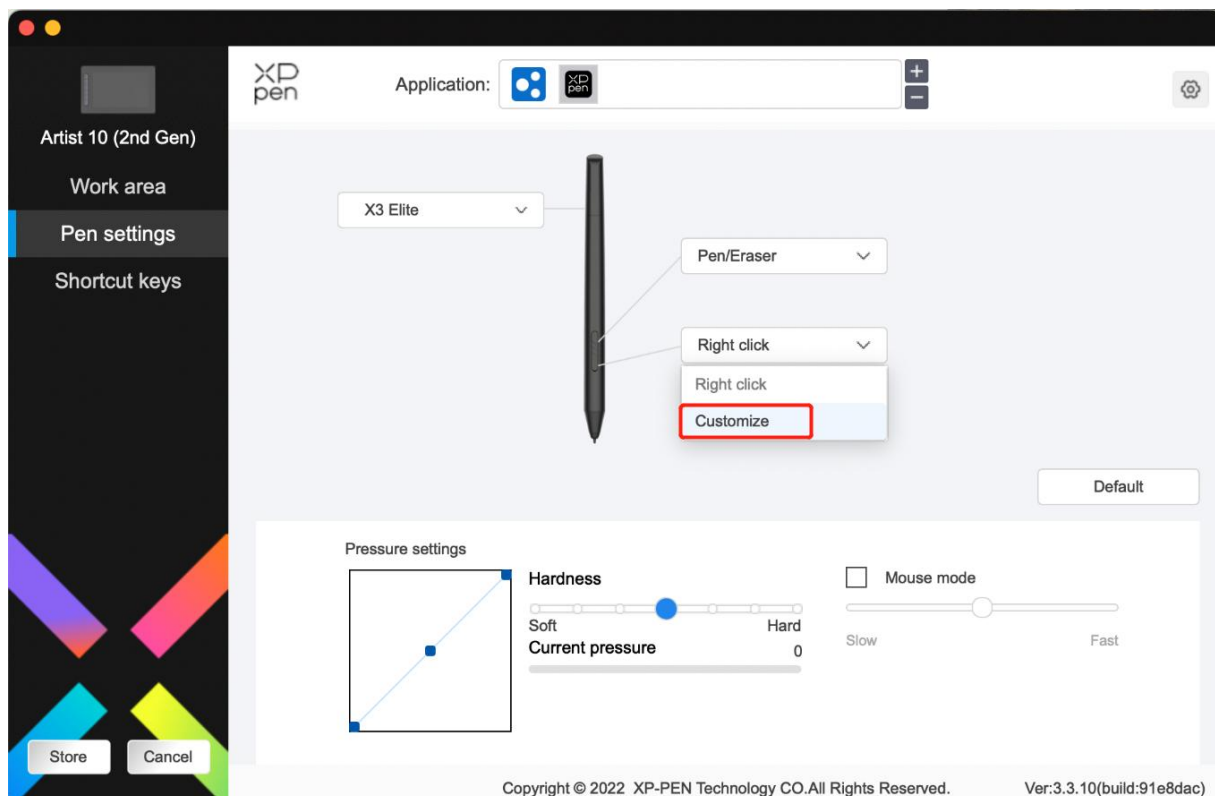 XP
pen
Application:
XP
pen
+
−
Artist 10 (2nd Gen)
Work area
Pen settings
Shortcut keys
X3 Elite
Pen/Eraser
Right click
Right click
Customize
Default
Pressure settings
Hardness
Soft Hard
Current pressure 0
Mouse mode
Slow Fast
Store Cancel
Copyright © 2022 XP-PEN Technology CO.All Rights Reserved. Ver:3.3.10(build:91e8dac)